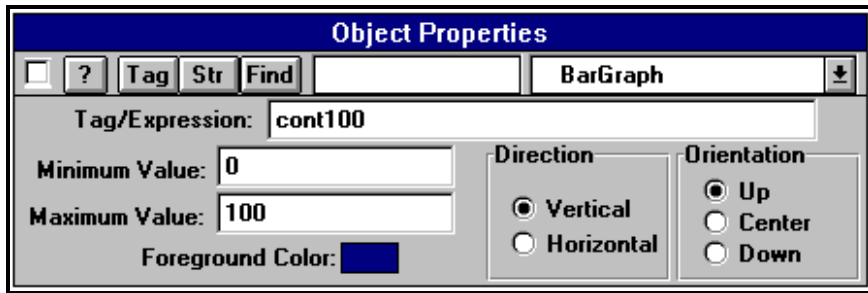 Object Properties
? Tag Str Find BarGraph
Tag/Expression: cont100
Minimum Value: 0
Maximum Value: 100
Foreground Color:
Direction
Vertical
Horizontal
Orientation
Up
Center
Down